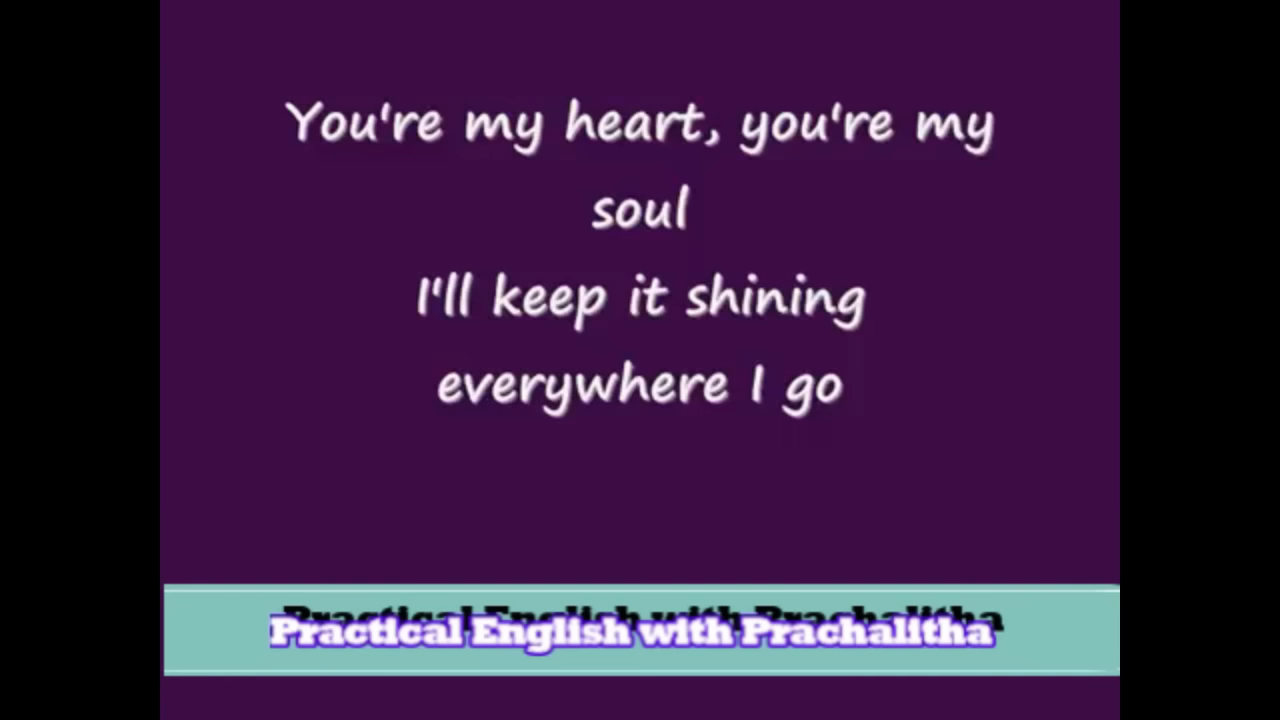 You're my heart, you're my
soul
I'll keep it shining
everywhere I go
Practical English with Prachalitha